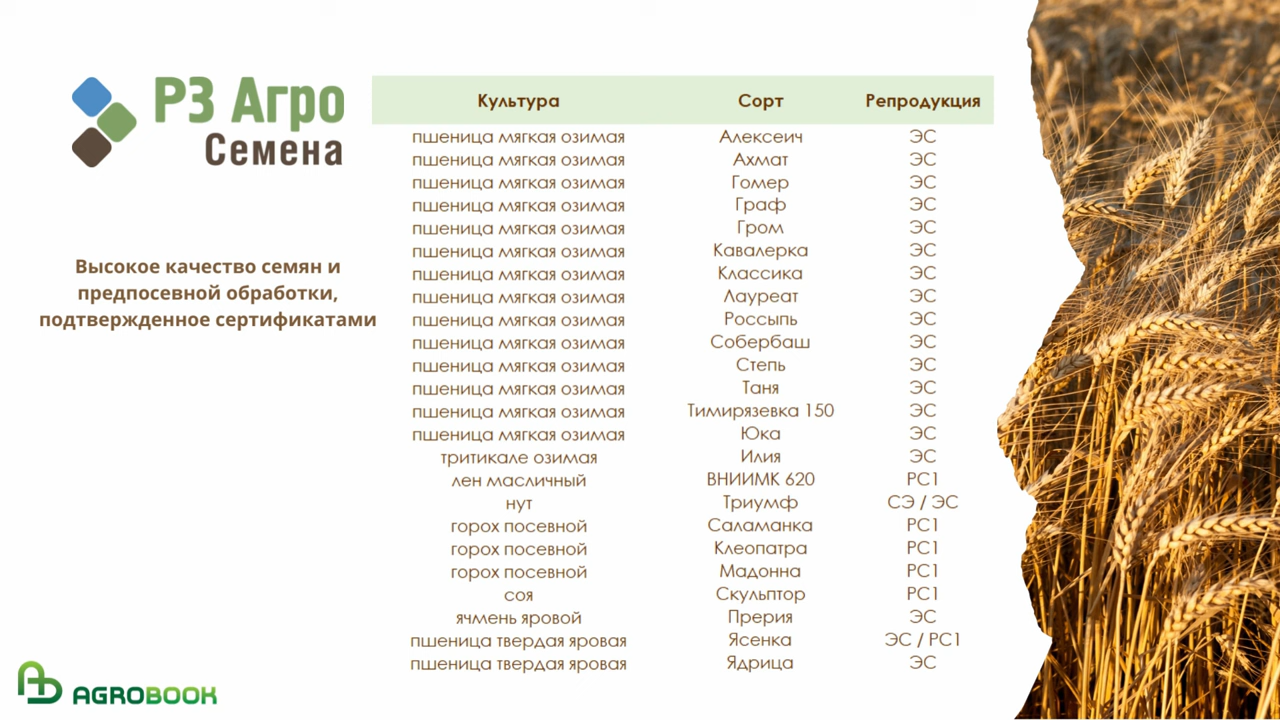 РЗ Агро
Семена
Высокое качество семян и
предпосевной обработки,
подтвержденное сертификатами
Культура Сорт Репродукция
пшеница мягкая озимая Алексеич ЭС
пшеница мягкая озимая Ахмат ЭС
пшеница мягкая озимая Гомер ЭС
пшеница мягкая озимая Граф ЭС
пшеница мягкая озимая Гром ЭС
пшеница мягкая озимая Кавалерка ЭС
пшеница мягкая озимая Классика ЭС
пшеница мягкая озимая Лауреат ЭС
пшеница мягкая озимая Россыпь ЭС
пшеница мягкая озимая Собербаш ЭС
пшеница мягкая озимая Степь ЭС
пшеница мягкая озимая Таня ЭС
пшеница мягкая озимая Тимирязевка 150 ЭС
пшеница мягкая озимая Юка ЭС
тритикале озимая Илия ЭС
лен масличный ВНИИМК 620 РС1
нут Триумф СЭ / ЭС
горох посевной Саламанка РС1
горох посевной Клеопатра РС1
горох посевной Мадонна РС1
соя Скульптор РС1
ячмень яровой Прерия ЭС
пшеница твердая яровая Ясенка ЭС / РС1
пшеница твердая яровая Ядрица ЭС
AGROBOOK